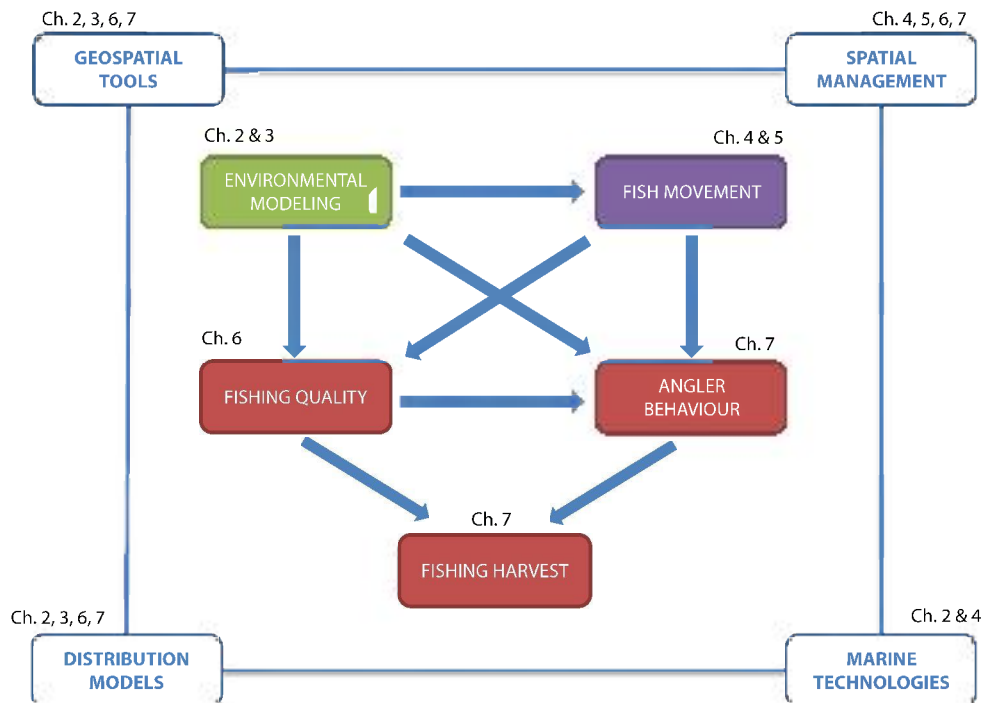 Ch. 2, 3, 6, 7
Ch. 4, 5, 6, 7
GEOSPATIAL
TOOLS
SPATIAL
MANAGEMENT
Ch. 2 & 3
Ch. 4 & 5
ENVIRONMENTAL
MODELING
FISH MOVEMENT
Ch. 6
Ch. 7
FISHING QUALITY
ANGLER
BEHAVIOUR
Ch. 7
FISHING HARVEST
Ch. 2, 3, 6, 7
Ch. 2 & 4
DISTRIBUTION
MODELS
MARINE
TECHNOLOGIES